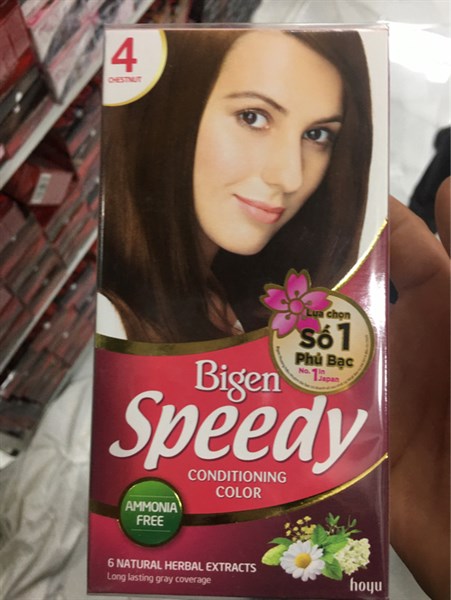 4
CHESTNUT
Lựa chọn
Số 1
Phủ Bạc
No. 1 in Japan
Bigen
Speedy
CONDITIONING
COLOR
AMMONIA
FREE
6 NATURAL HERBAL EXTRACTS
Long lasting gray coverage
hoyu